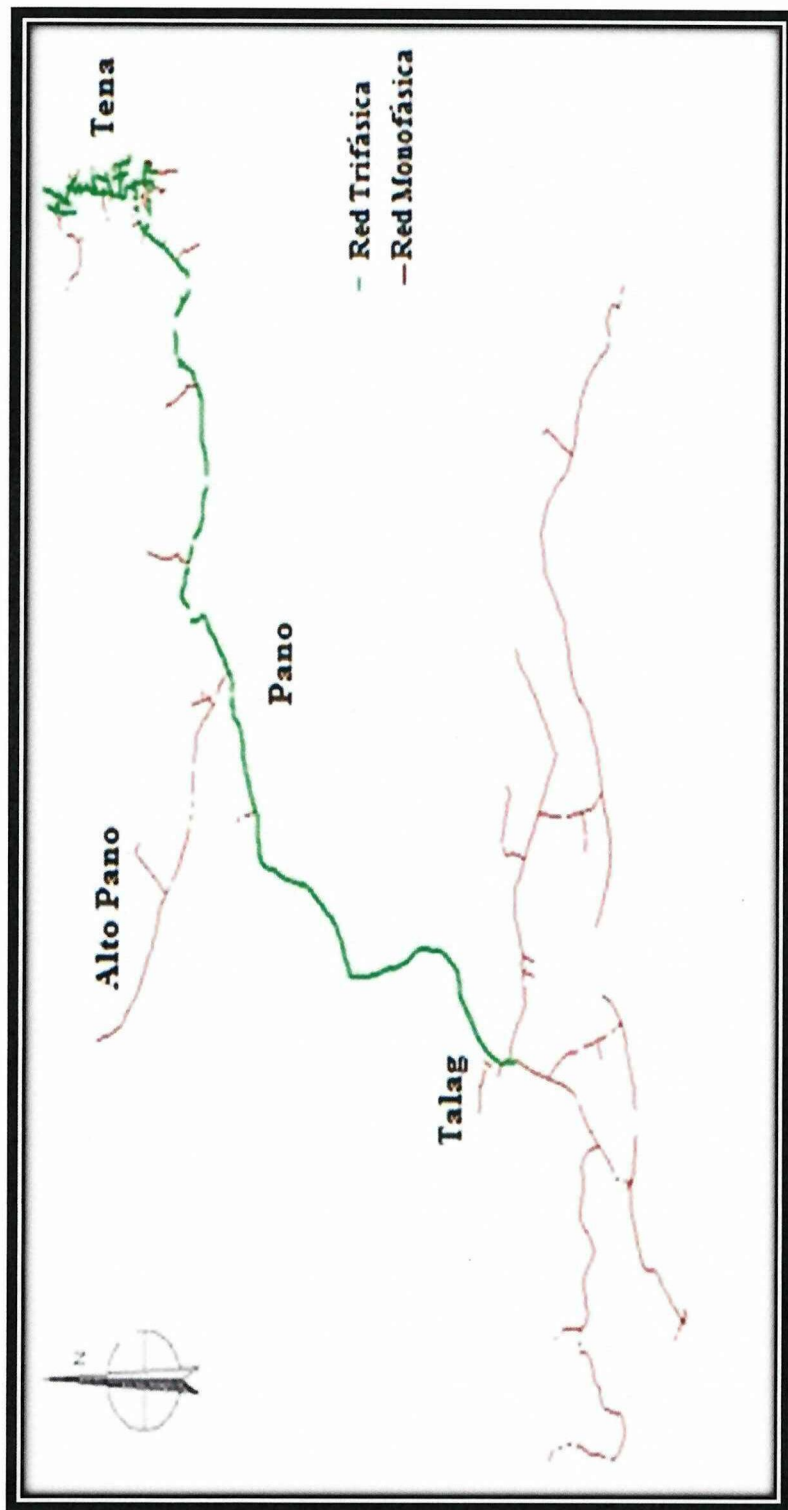 N
Alto Pano
Tena
Pano
Talag
Red Trifásica
Red Monofásica